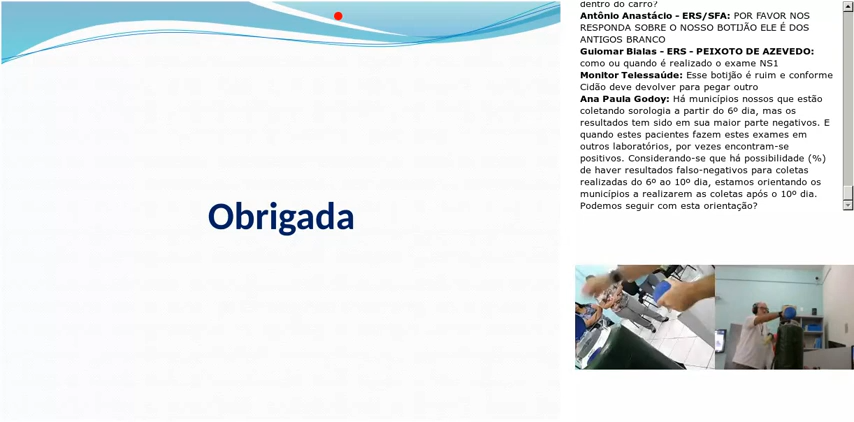 Obrigada
dentro do carro?
Antônio Anastácio - ERS/SFA: POR FAVOR NOS
RESPONDA SOBRE O NOSSO BOTIJÃO ELE É DOS
ANTIGOS BRANCO
Guiomar Bialas - ERS - PEIXOTO DE AZEVEDO:
como ou quando é realizado o exame NS1
Monitor Telessaúde: Esse botijão é ruim e conforme
Cidão deve devolver para pegar outro
Ana Paula Godoy: Há municípios nossos que estão
coletando sorologia a partir do 6º dia, mas os
resultados tem sido em sua maior parte negativos. E
quando estes pacientes fazem estes exames em
outros laboratórios, por vezes encontram-se
positivos. Considerando-se que há possibilidade (%)
de haver resultados falso-negativos para coletas
realizadas do 6º ao 10º dia, estamos orientando os
municípios a realizarem as coletas após o 10º dia.
Podemos seguir com esta orientação?